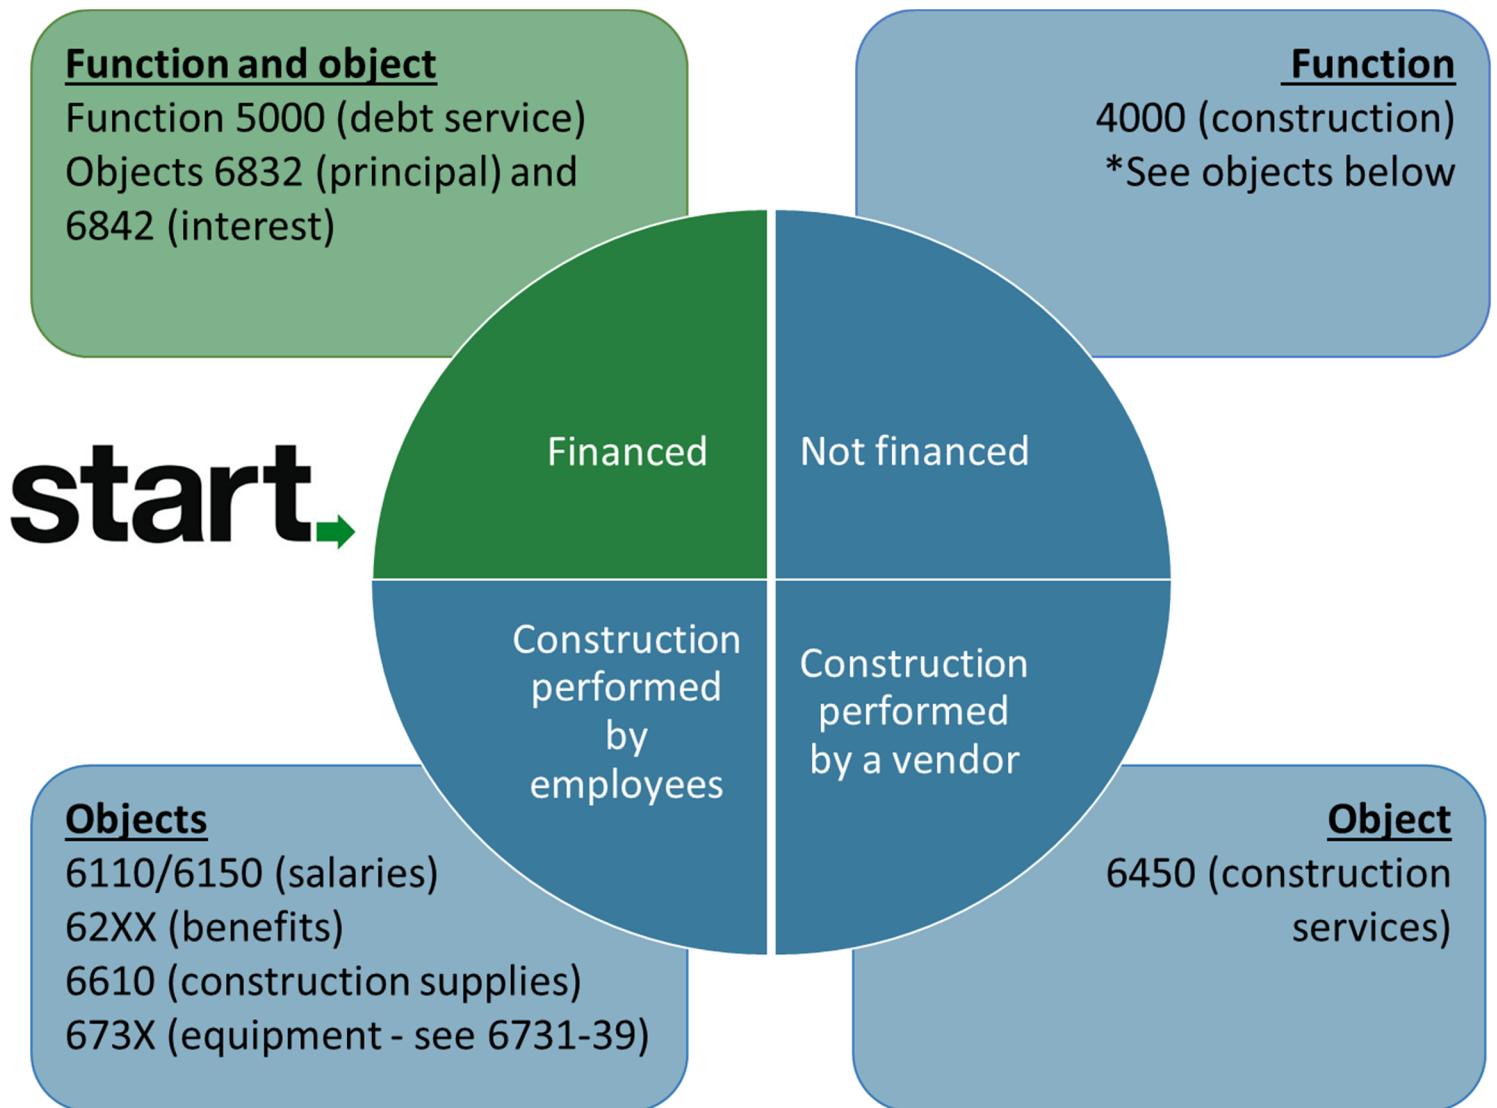 Function and object
Function 5000 (debt service)
Objects 6832 (principal) and
6842 (interest)
Function
4000 (construction)
*See objects below
start.
Financed
Not financed
Construction
performed
by
employees
Construction
performed
by a vendor
Objects
6110/6150 (salaries)
62XX (benefits)
6610 (construction supplies)
673X (equipment - see 6731-39)
Object
6450 (construction
services)